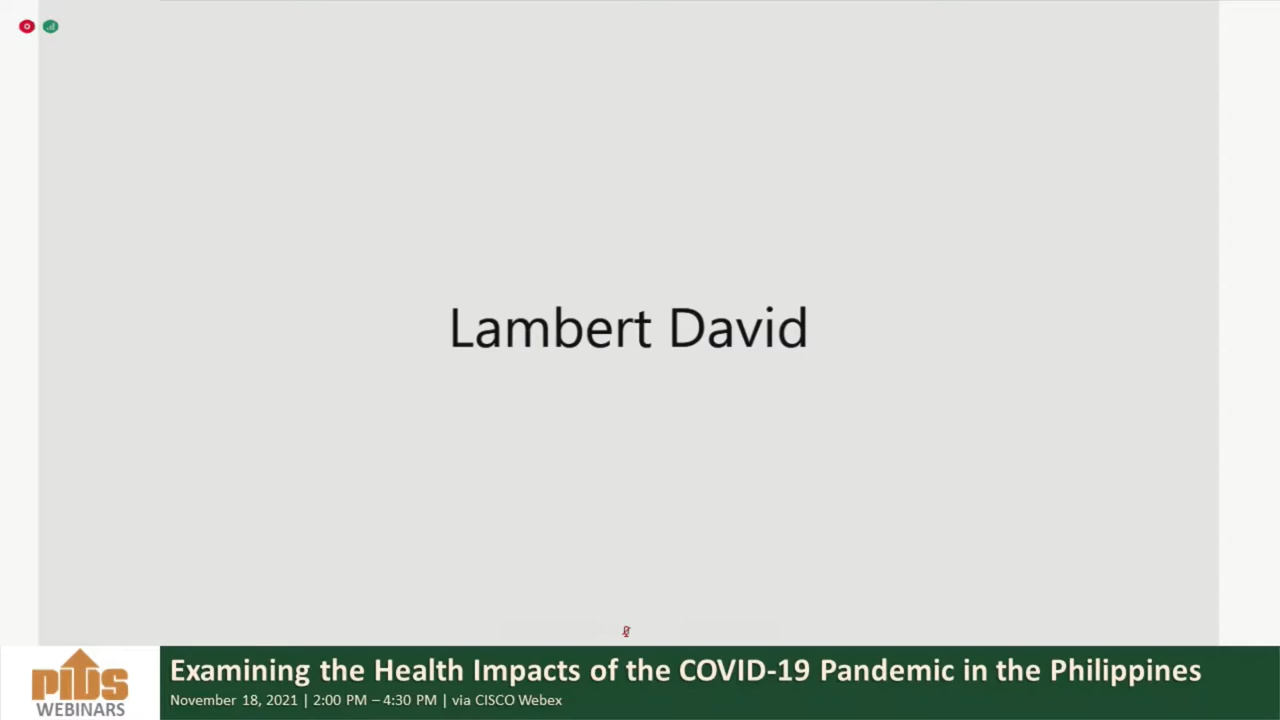 Lambert David
PIDS
WEBINARS
Examining the Health Impacts of the COVID-19 Pandemic in the Philippines
November 18, 2021 | 2:00 PM – 4:30 PM | via CISCO Webex